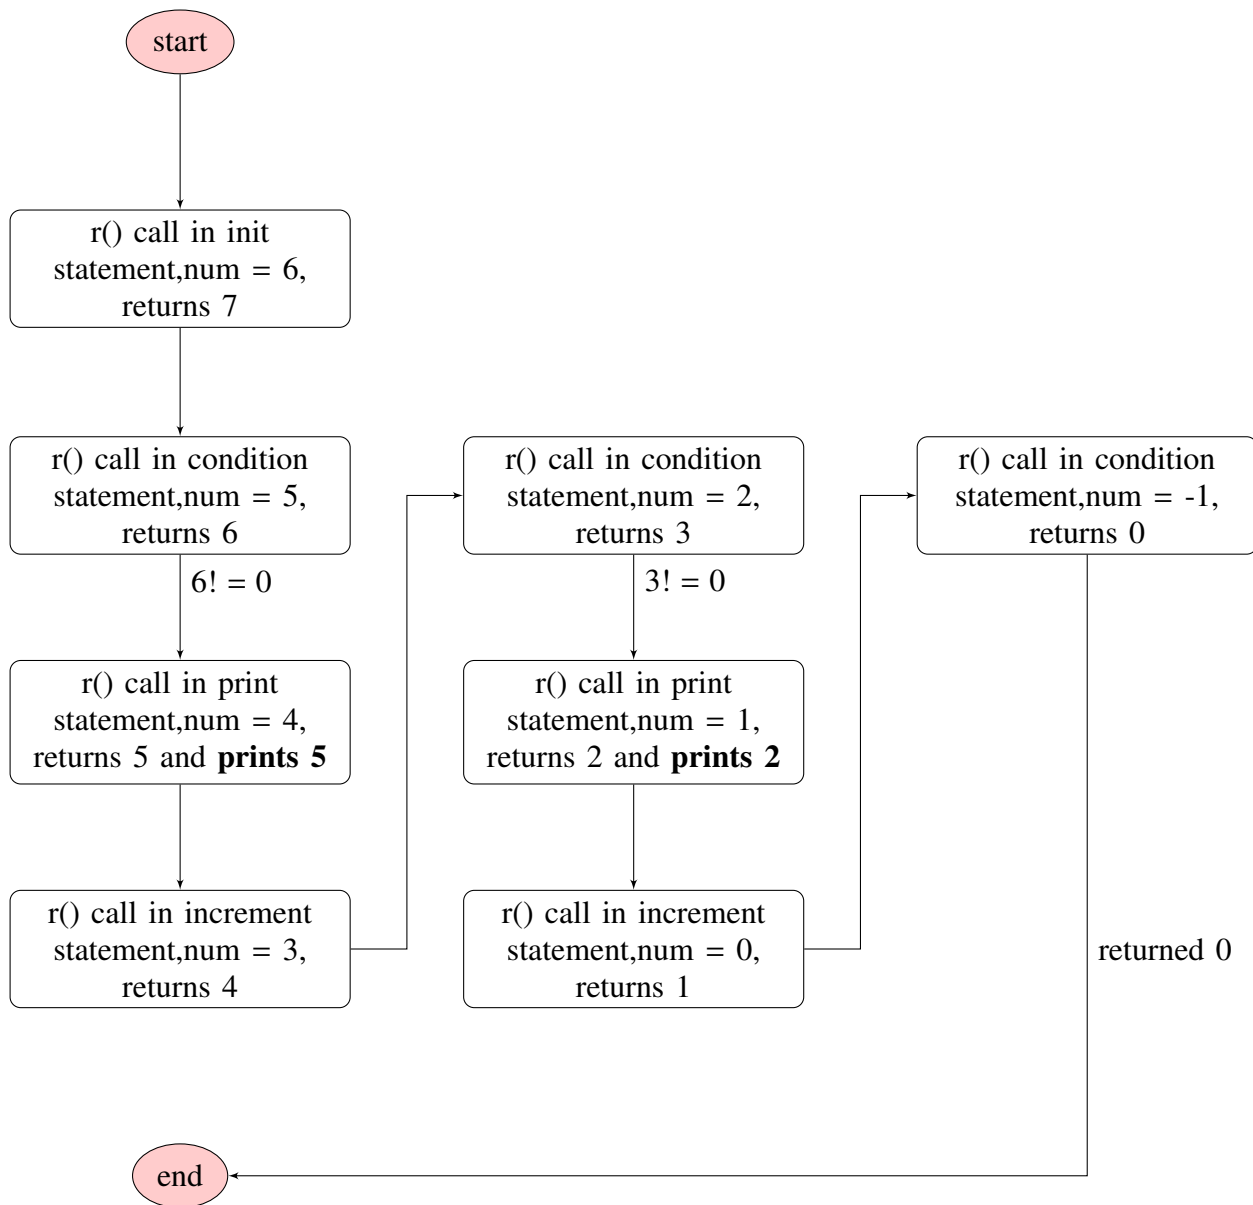 start
r() call in init
statement,num = 6,
returns 7
r() call in condition
statement,num = 5,
returns 6
6! = 0
r() call in print
statement,num = 4,
returns 5 and prints 5
r() call in increment
statement,num = 3,
returns 4
r() call in condition
statement,num = 2,
returns 3
3! = 0
r() call in print
statement,num = 1,
returns 2 and prints 2
r() call in increment
statement,num = 0,
returns 1
r() call in condition
statement,num = -1,
returns 0
returned 0
end